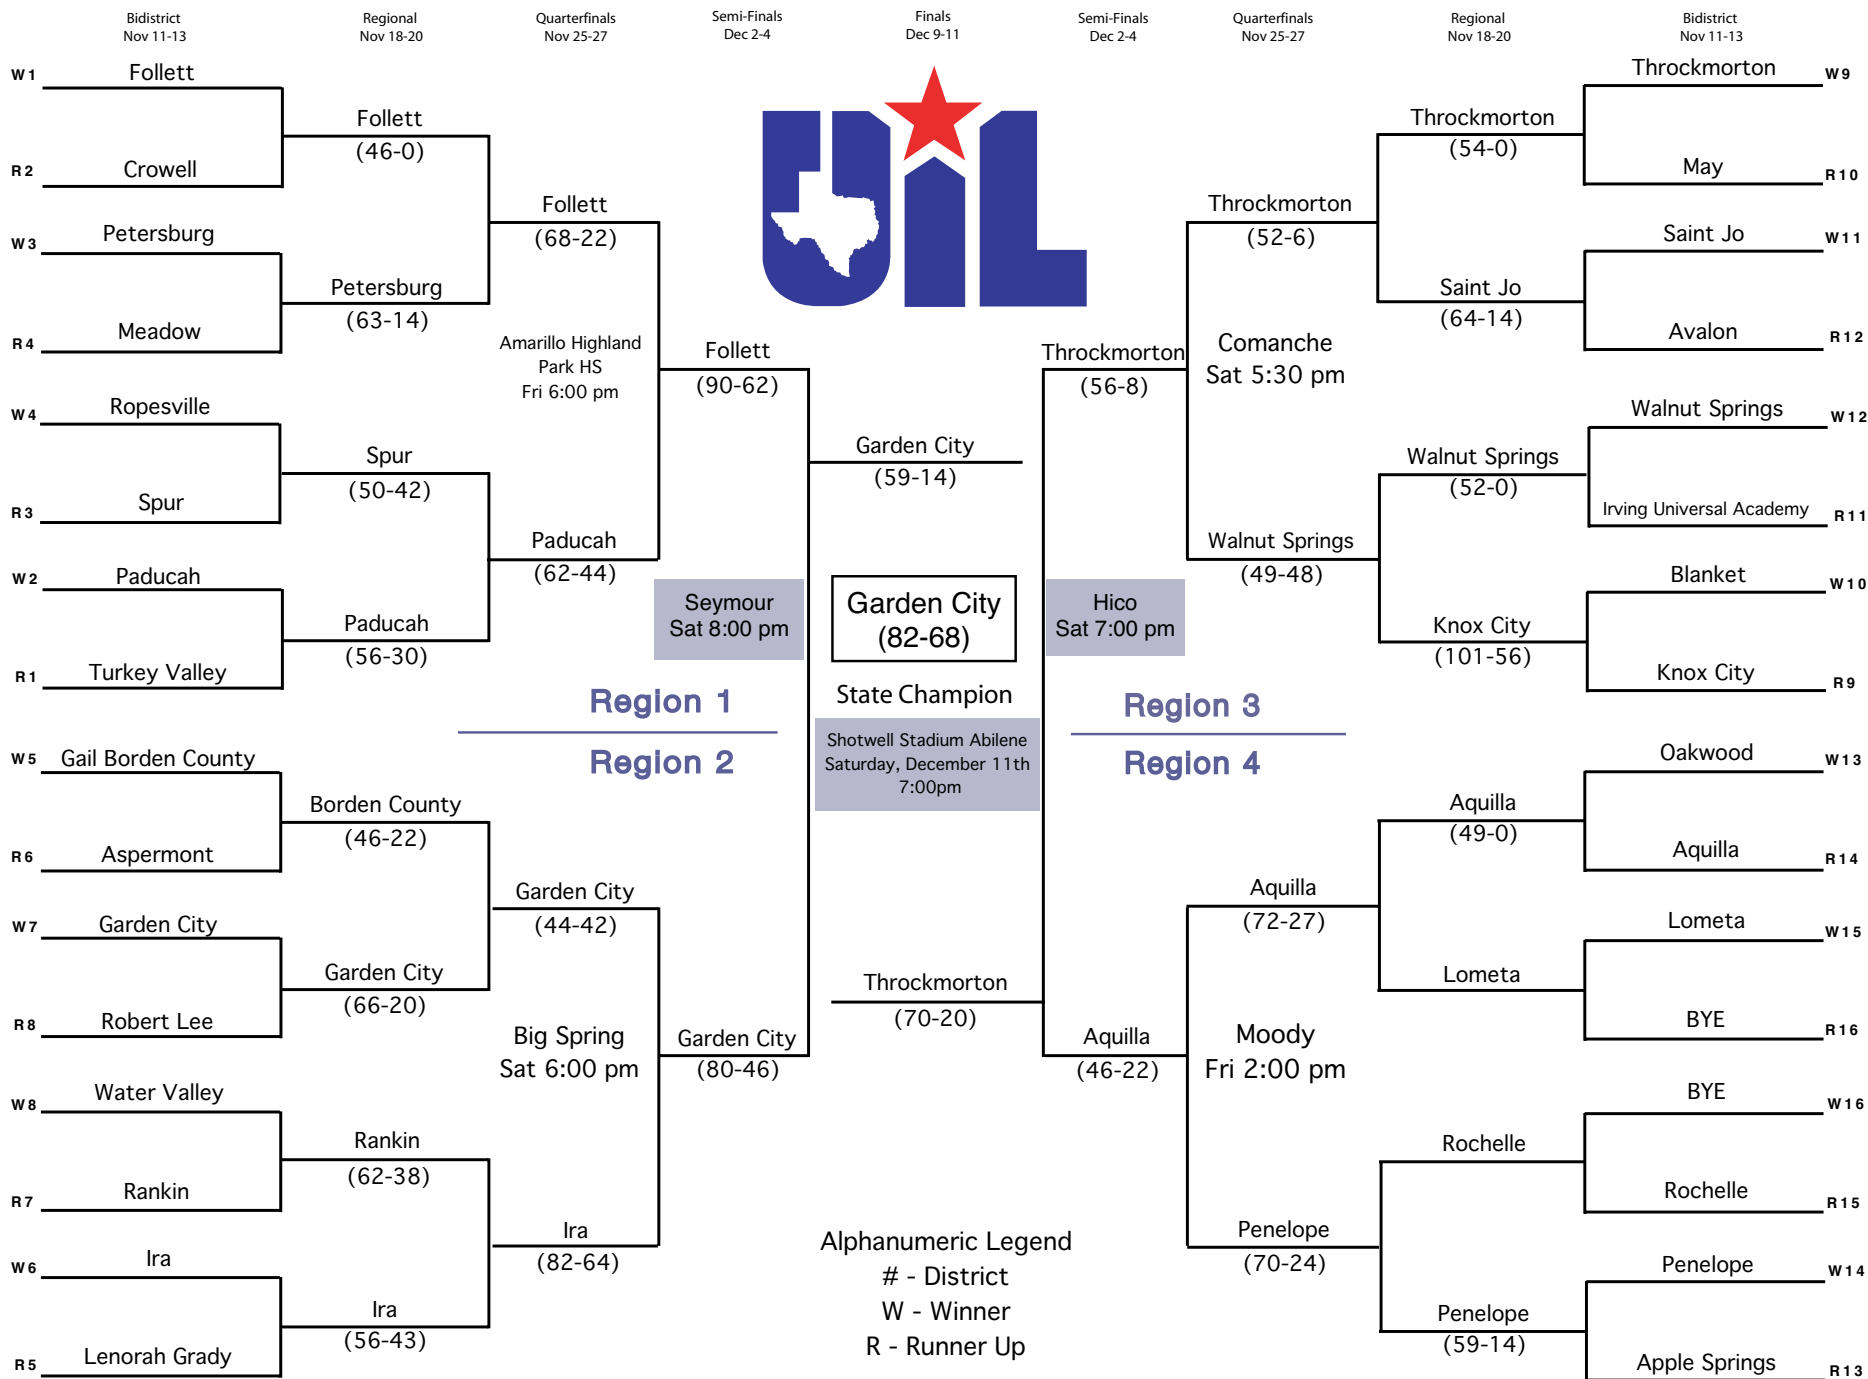 Bidistrict
Nov 11-13
Regional
Nov 18-20
Quarterfinals
Nov 25-27
Semi-Finals
Dec 2-4
Finals
Dec 9-11
Semi-Finals
Dec 2-4
Quarterfinals
Nov 25-27
Regional
Nov 18-20
Bidistrict
Nov 11-13
UIL
W1
Follett
R2
Crowell
W3
Petersburg
R4
Meadow
W4
Ropesville
R3
Spur
W2
Paducah
R1
Turkey Valley
W5
Gail Borden County
R6
Aspermont
W7
Garden City
R8
Robert Lee
W8
Water Valley
R7
Rankin
W6
Ira
R5
Lenorah Grady
Follett
(46-0)
Petersburg
(63-14)
Spur
(50-42)
Paducah
(56-30)
Borden County
(46-22)
Garden City
(66-20)
Rankin
(62-38)
Ira
(56-43)
Follett
(68-22)
Amarillo Highland
Park HS
Fri 6:00 pm
Paducah
(62-44)
Garden City
(44-42)
Big Spring
Sat 6:00 pm
Ira
(82-64)
Follett
(90-62)
Seymour
Sat 8:00 pm
Region 1
Region 2
Garden City
(80-46)
Garden City
(59-14)
Garden City
(82-68)
State Champion
Shotwell Stadium Abilene
Saturday, December 11th
7:00pm
Throckmorton
(70-20)
Alphanumeric Legend
# - District
W - Winner
R - Runner Up
Throckmorton
(56-8)
Hico
Sat 7:00 pm
Region 3
Region 4
Aquilla
(46-22)
Throckmorton
(52-6)
Comanche
Sat 5:30 pm
Walnut Springs
(49-48)
Aquilla
(72-27)
Moody
Fri 2:00 pm
Penelope
(70-24)
Throckmorton
(54-0)
Saint Jo
(64-14)
Walnut Springs
(52-0)
Knox City
(101-56)
Aquilla
(49-0)
Lometa
Rochelle
Penelope
(59-14)
Throckmorton
W9
May
R10
Saint Jo
W11
Avalon
R12
Walnut Springs
W12
Irving Universal Academy
R11
Blanket
W10
Knox City
R9
Oakwood
W13
Aquilla
R14
Lometa
W15
BYE
R16
BYE
W16
Rochelle
R15
Penelope
W14
Apple Springs
R13